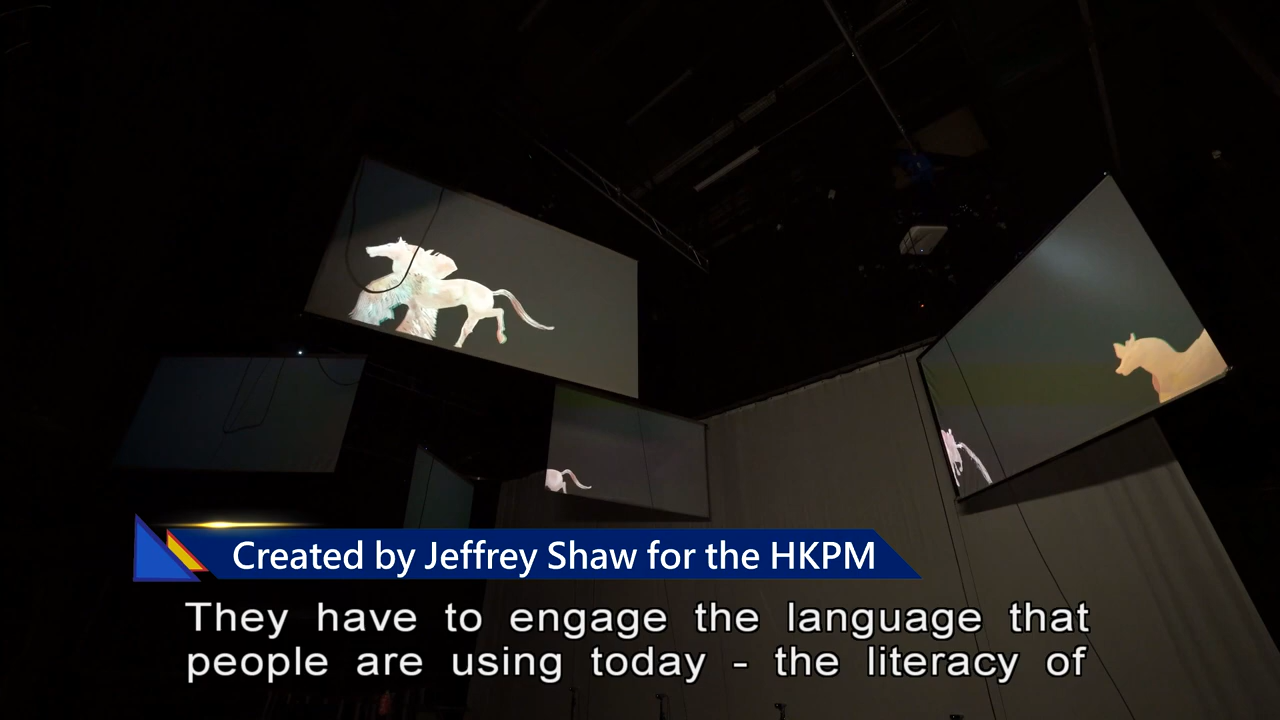 Created by Jeffrey Shaw for the HKPM
They have to engage the language that
people are using today - the literacy of